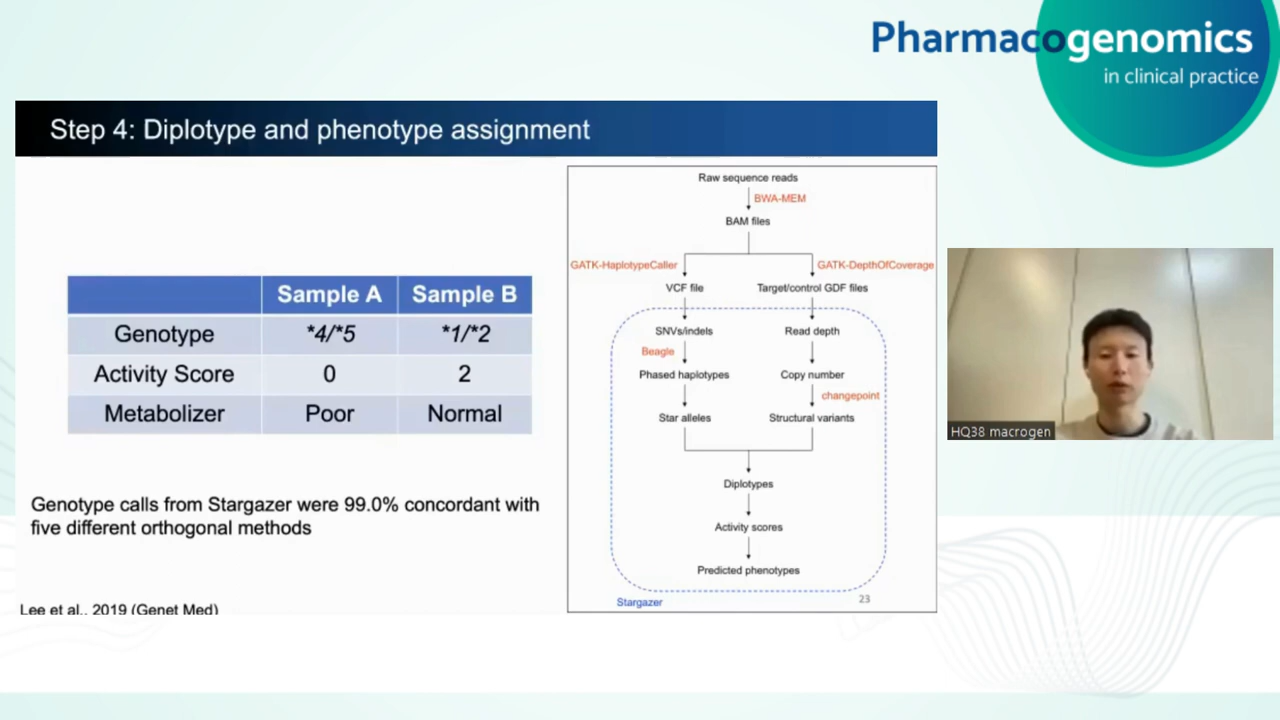 Pharmacogenomics
in clinical practice
Step 4: Diplotype and phenotype assignment
Sample A Sample B
Genotype *4/*5 *1/*2
Activity Score 0 2
Metabolizer Poor Normal
Genotype calls from Stargazer were 99.0% concordant with
five different orthogonal methods
Lee et al., 2019 (Genet Med)
Raw sequence reads
BWA-MEM
BAM files
GATK-HaplotypeCaller GATK-DepthOfCoverage
VCF file Target/control GDF files
SNVs/indels Read depth
Beagle
Phased haplotypes Copy number
changepoint
Star alleles Structural variants
Diplotypes
Activity scores
Predicted phenotypes
Stargazer 23
HQ38 macrogen